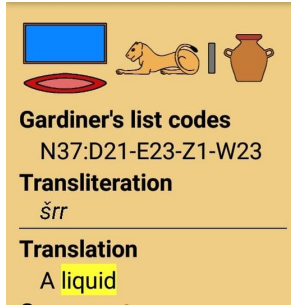 Gardiner's list codes
N37:D21-E23-Z1-W23
Transliteration
šrr
Translation
A liquid